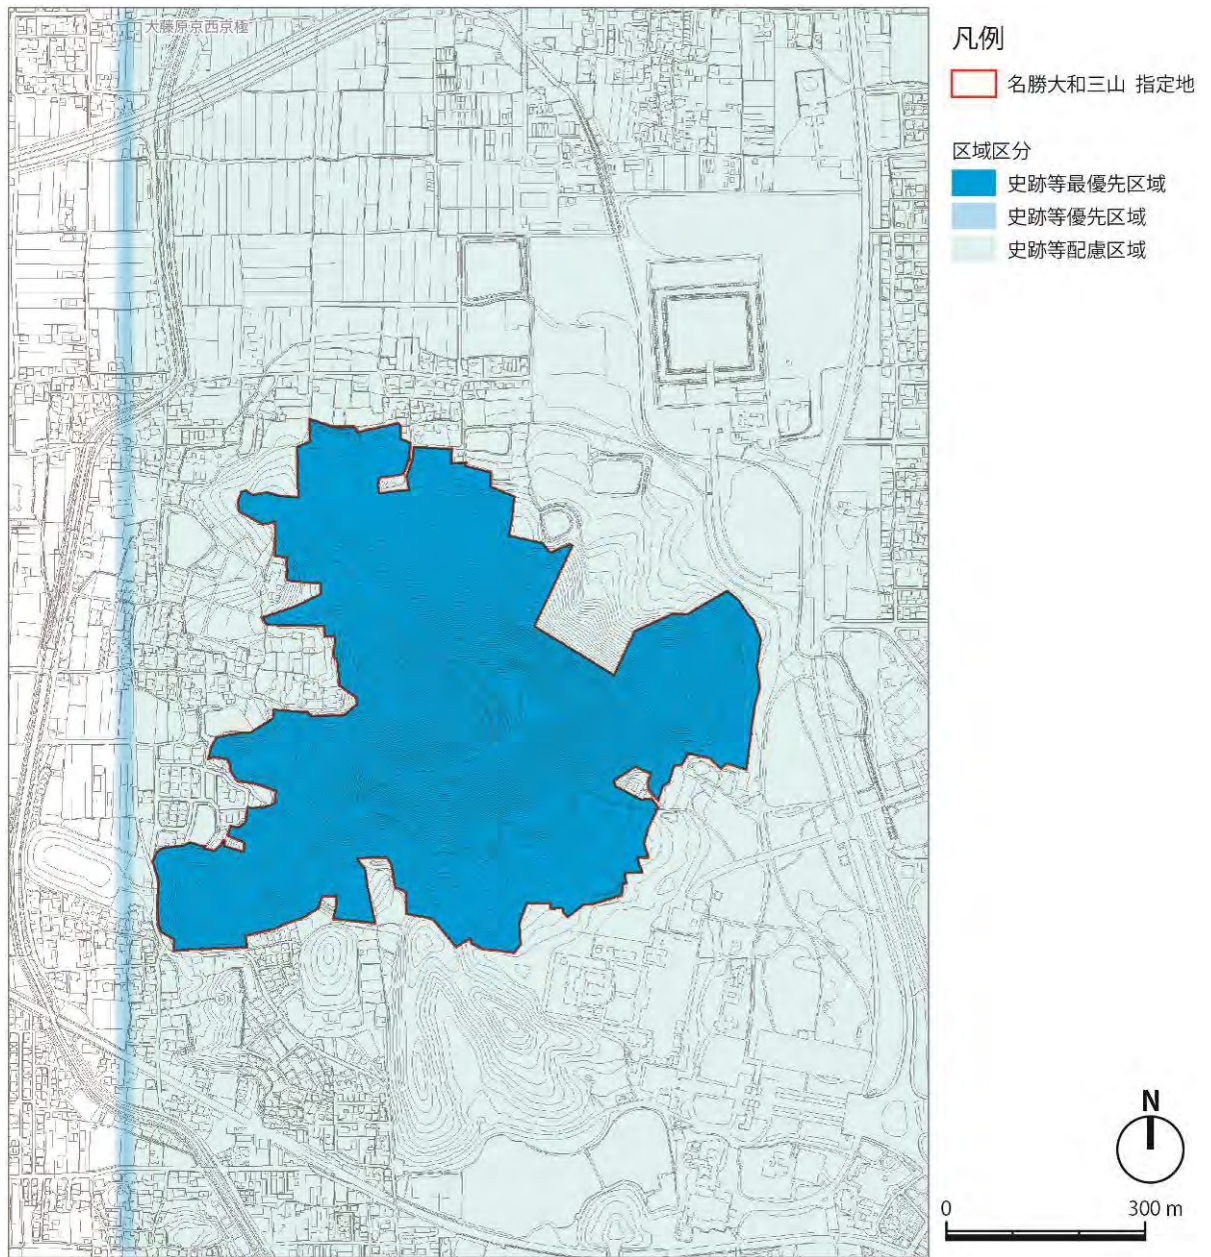 大藤原京西京極
凡例
名勝大和三山 指定地
区域区分
史跡等最優先区域
史跡等優先区域
史跡等配慮区域
N
0 300 m